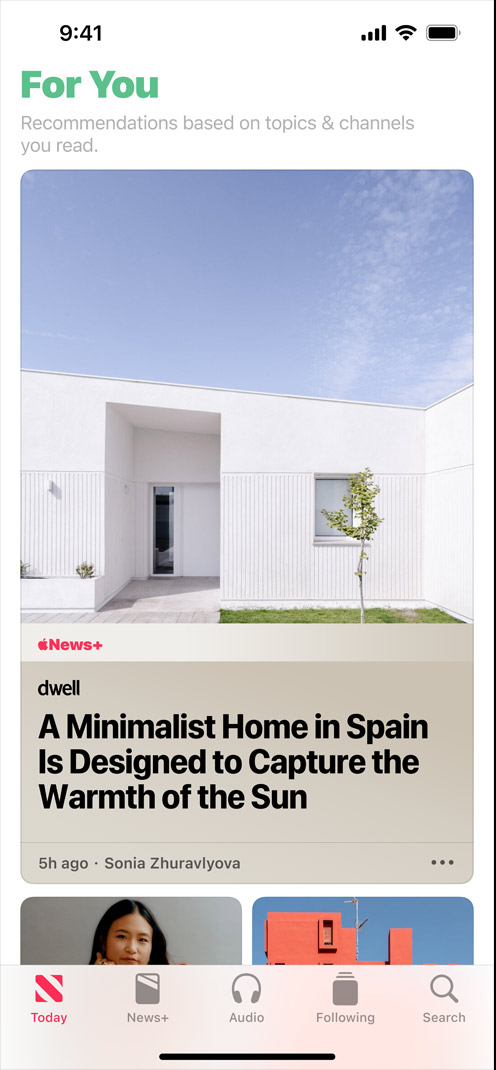 9:41
For You
Recommendations based on topics & channels
you read.
News+
dwell
A Minimalist Home in Spain
Is Designed to Capture the
Warmth of the Sun
5h ago · Sonia Zhuravlyova
Today
News+
Audio
Following
Search